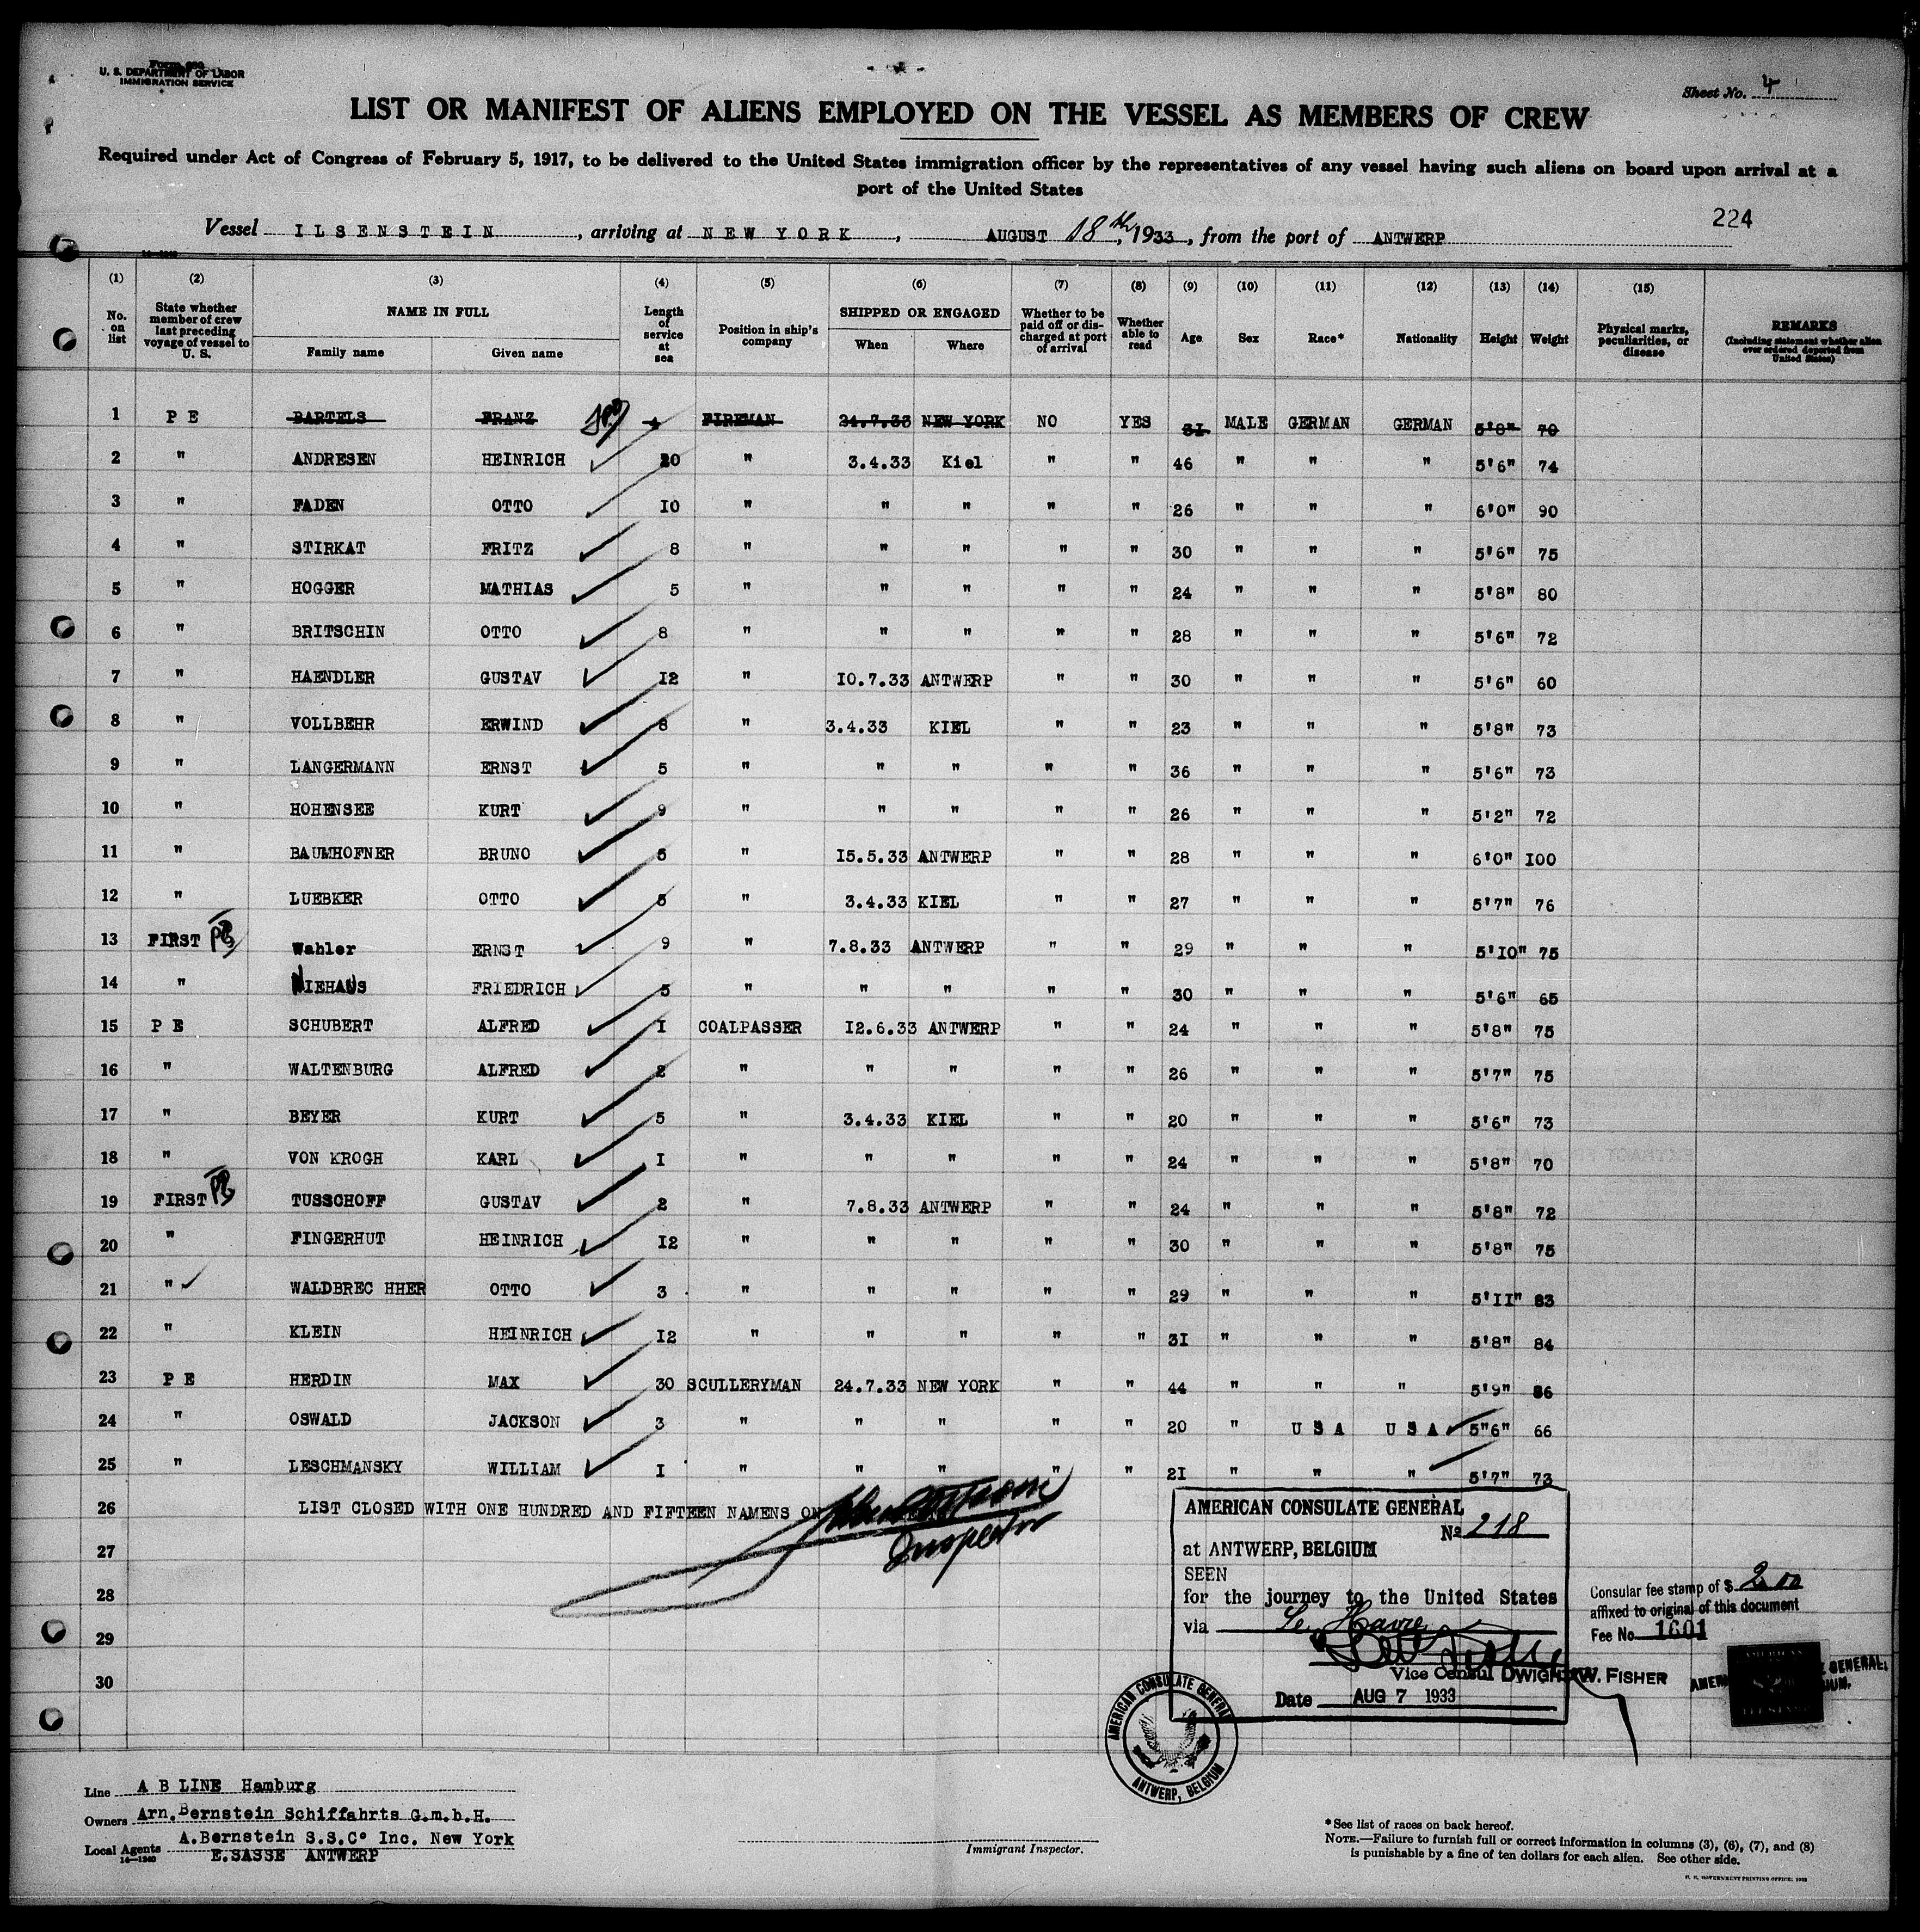 Form 680
U. S. DEPARTMENT OF LABOR
IMMIGRATION SERVICE
Sheet No. 4
LIST OR MANIFEST OF ALIENS EMPLOYED ON THE VESSEL AS MEMBERS OF CREW
Required under Act of Congress of February 5, 1917, to be delivered to the United States immigration officer by the representatives of any vessel having such aliens on board upon arrival at a
port of the United States
224
Vessel ILSENSTEIN, arriving at NEW YORK, AUGUST 18th, 1933, from the port of ANTWERP
(1) (2) (3) (4) (5) (6) (7) (8) (9) (10) (11) (12) (13) (14) (15)
No. on list State whether member of crew last preceding voyage of vessel to U. S. NAME IN FULL Family name Given name Length of service at sea Position in ship's company SHIPPED OR ENGAGED When Where Whether to be paid off or discharged at port of arrival Whether able to read Age Sex Race* Nationality Height Weight Physical marks, peculiarities, or disease REMARKS (Including statement whether alien ever ordered deported from United States)
1 P E BARTELS FRANZ 4 FIREMAN 24.7.33 NEW YORK NO YES 31 MALE GERMAN GERMAN 5'8" 70
2 " ANDRESEN HEINRICH 20 " 3.4.33 Kiel " " 46 " " " 5'6" 74
3 " FADEN OTTO 10 " " " " " 26 " " " 6'0" 90
4 " STIRKAT FRITZ 8 " " " " " 30 " " " 5'6" 75
5 " HOGGER MATHIAS 5 " " " " " 24 " " " 5'8" 80
6 " BRITSCHIN OTTO 8 " " " " " 28 " " " 5'6" 72
7 " HAENDLER GUSTAV 12 " 10.7.33 ANTWERP " " 30 " " " 5'6" 60
8 " VOLLBEHR ERWIND 8 " 3.4.33 KIEL " " 23 " " " 5'8" 73
9 " LANGERMANN ERNST 5 " " " " " 36 " " " 5'6" 73
10 " HOHENSEE KURT 9 " " " " " 26 " " " 5'2" 72
11 " BAUMHOFNER BRUNO 5 " 15.5.33 ANTWERP " " 28 " " " 6'0" 100
12 " LUEBKER OTTO 5 " 3.4.33 KIEL " " 27 " " " 5'7" 76
13 FIRST Wahler ERNST 9 " 7.8.33 ANTWERP " " 29 " " " 5'10" 75
14 " NIEHAUS FRIEDRICH 5 " " " " " 30 " " " 5'6" 65
15 P E SCHUBERT ALFRED 1 COALPASSER 12.6.33 ANTWERP " " 24 " " " 5'8" 75
16 " WALTENBURG ALFRED 2 " " " " " 26 " " " 5'7" 75
17 " BEYER KURT 5 " 3.4.33 KIEL " " 20 " " " 5'6" 73
18 " VON KROGH KARL 1 " " " " " 24 " " " 5'8" 70
19 FIRST TUSSCHOFF GUSTAV 2 " 7.8.33 ANTWERP " " 24 " " " 5'8" 72
20 " FINGERHUT HEINRICH 12 " " " " " 30 " " " 5'8" 75
21 " WALDBREC HHER OTTO 3 " " " " " 29 " " " 5'11" 83
22 " KLEIN HEINRICH 12 " " " " " 31 " " " 5'8" 84
23 P E HERDIN MAX 30 SCULLERYMAN 24.7.33 NEW YORK " " 44 " " " 5'9" 86
24 " OSWALD JACKSON 3 " " " " " 20 " U S A U S A 5"6" 66
25 " LESCHMANSKY WILLIAM 1 " " " " " 21 " " " 5'7" 73
26 LIST CLOSED WITH ONE HUNDRED AND FIFTEEN NAMENS ON
Inspector
27
28
29
30
AMERICAN CONSULATE GENERAL
No 218
at ANTWERP, BELGIUM
SEEN
for the journey to the United States
via Le Havre
Vice Consul DWIGHT W. FISHER
Date AUG 7 1933
Consular fee stamp of $ 2.00
affixed to original of this document
Fee No. 1601
AMERICAN CONSULATE GENERAL
ANTWERP, BELGIUM
Line A B LINE Hamburg
Owners Arn. Bernstein Schiffahrts G.m.b.H.
Local Agents A.Bernstein S.S.Co Inc. New York
14—1240 E.SASSE ANTWERP
Immigrant Inspector.
*See list of races on back hereof.
NOTE.—Failure to furnish full or correct information in columns (3), (6), (7), and (8)
is punishable by a fine of ten dollars for each alien. See other side.